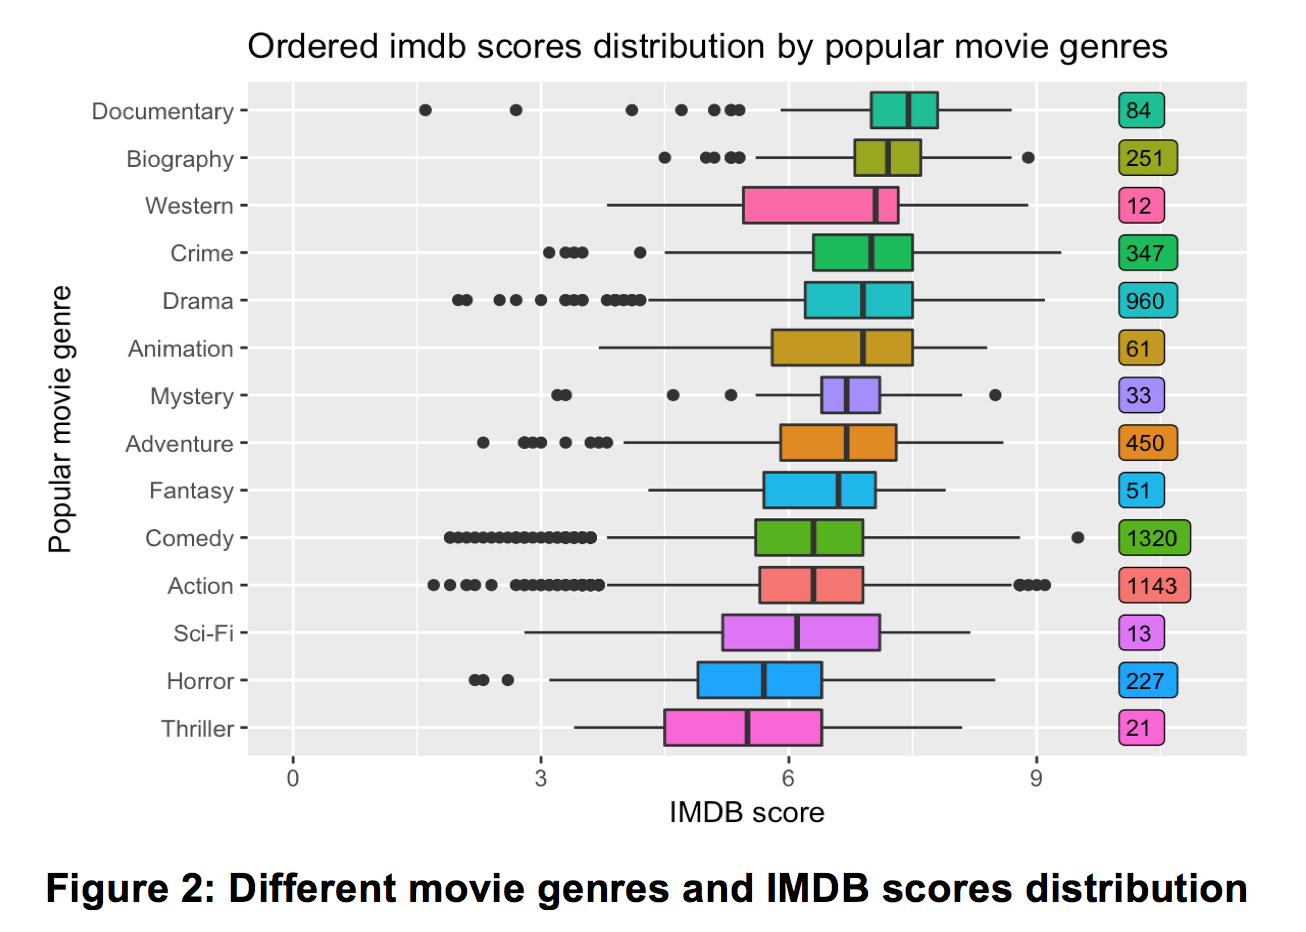 Ordered imdb scores distribution by popular movie genres
Popular movie genre
Documentary 84
Biography 251
Western 12
Crime 347
Drama 960
Animation 61
Mystery 33
Adventure 450
Fantasy 51
Comedy 1320
Action 1143
Sci-Fi 13
Horror 227
Thriller 21
0 3 6 9
IMDB score
Figure 2: Different movie genres and IMDB scores distribution